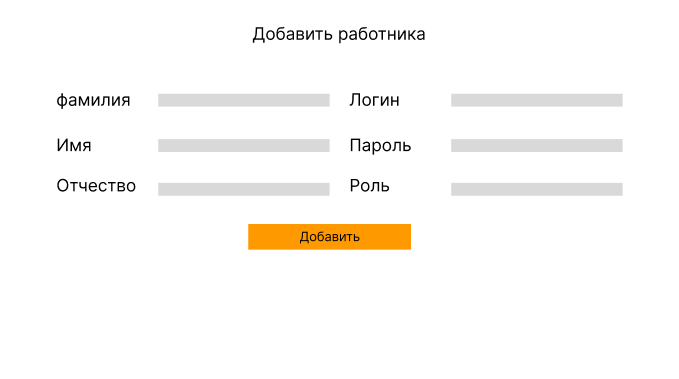 Добавить работника
фамилия
Логин
Имя
Пароль
Отчество
Роль
Добавить